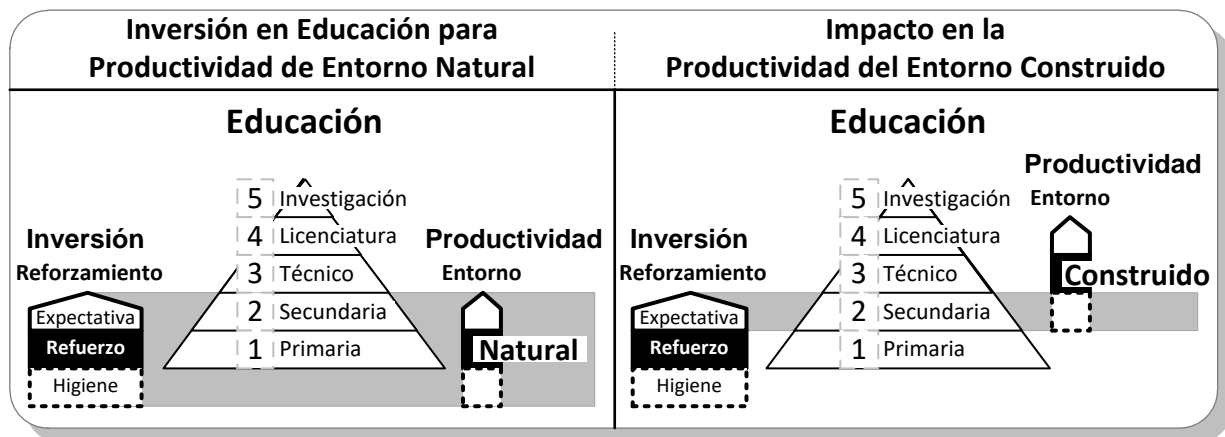 Inversión en Educación para
Productividad de Entorno Natural
Educación
5 Investigación
4 Licenciatura
3 Técnico
2 Secundaria
1 Primaria
Inversión
Reforzamiento
Expectativa
Refuerzo
Higiene
Productividad
Entorno
Natural
Impacto en la
Productividad del Entorno Construido
Educación
5 Investigación
4 Licenciatura
3 Técnico
2 Secundaria
1 Primaria
Inversión
Reforzamiento
Expectativa
Refuerzo
Higiene
Productividad
Entorno
Construido